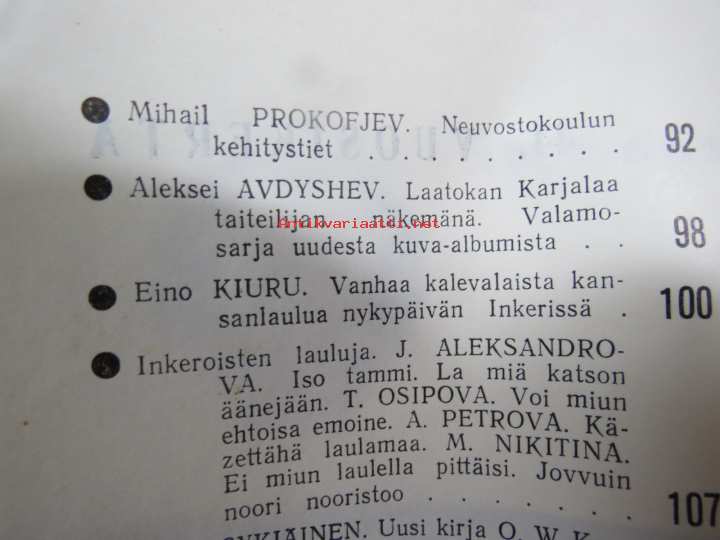 Mihail PROKOFJEV. Neuvostokoulun
kehitystiet . . . . . . . . 92
Aleksei AVDYSHEV. Laatokan Karjalaa
taiteilijan näkemänä. Valamo-
Antikvariaatti.net
sarja uudesta kuva-albumista . . 98
Eino KIURU. Vanhaa kalevalaista kan-
sanlaulua nykypäivän Inkerissä . 100
Inkeroisten lauluja. J. ALEKSANDRO-
VA. Iso tammi. La miä katson
äänejään. T. OSIPOVA. Voi miun
ehtoisa emoine. A. PETROVA. Kä-
zettähä laulamaa. M. NIKITINA.
Ei miun laulella pittäisi. Jovvuin
noori nooristoo . . . . . . . 107
Uusi kirja O. W.